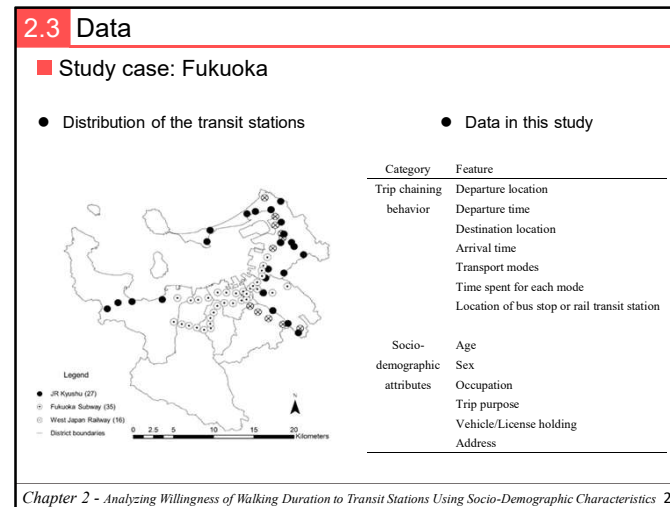 2.3 Data
Study case: Fukuoka
Distribution of the transit stations
Legend
JR Kyushu (27)
Fukuoka Subway (35)
West Japan Railway (16)
District boundaries
N
0 2.5 5 10 15 20
Kilometers
Data in this study
Category Feature
Trip chaining Departure location
behavior Departure time
Destination location
Arrival time
Transport modes
Time spent for each mode
Location of bus stop or rail transit station
Socio- Age
demographic Sex
attributes Occupation
Trip purpose
Vehicle/License holding
Address
Chapter 2 - Analyzing Willingness of Walking Duration to Transit Stations Using Socio-Demographic Characteristics 2